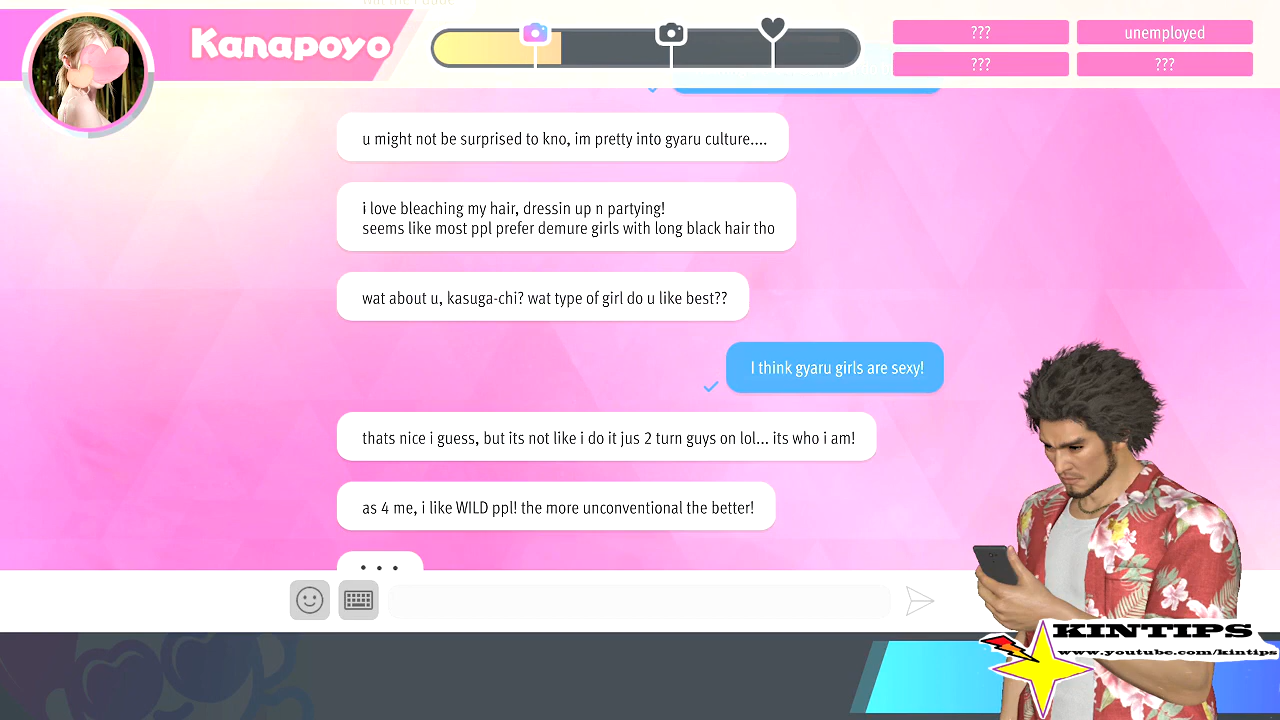 Kanapoyo
???
unemployed
???
???
u might not be surprised to kno, im pretty into gyaru culture....
i love bleaching my hair, dressin up n partying!
seems like most ppl prefer demure girls with long black hair tho
wat about u, kasuga-chi? wat type of girl do u like best??
I think gyaru girls are sexy!
thats nice i guess, but its not like i do it jus 2 turn guys on lol... its who i am!
as 4 me, i like WILD ppl! the more unconventional the better!
• • •
KINTIPS
www.youtube.com/kintips